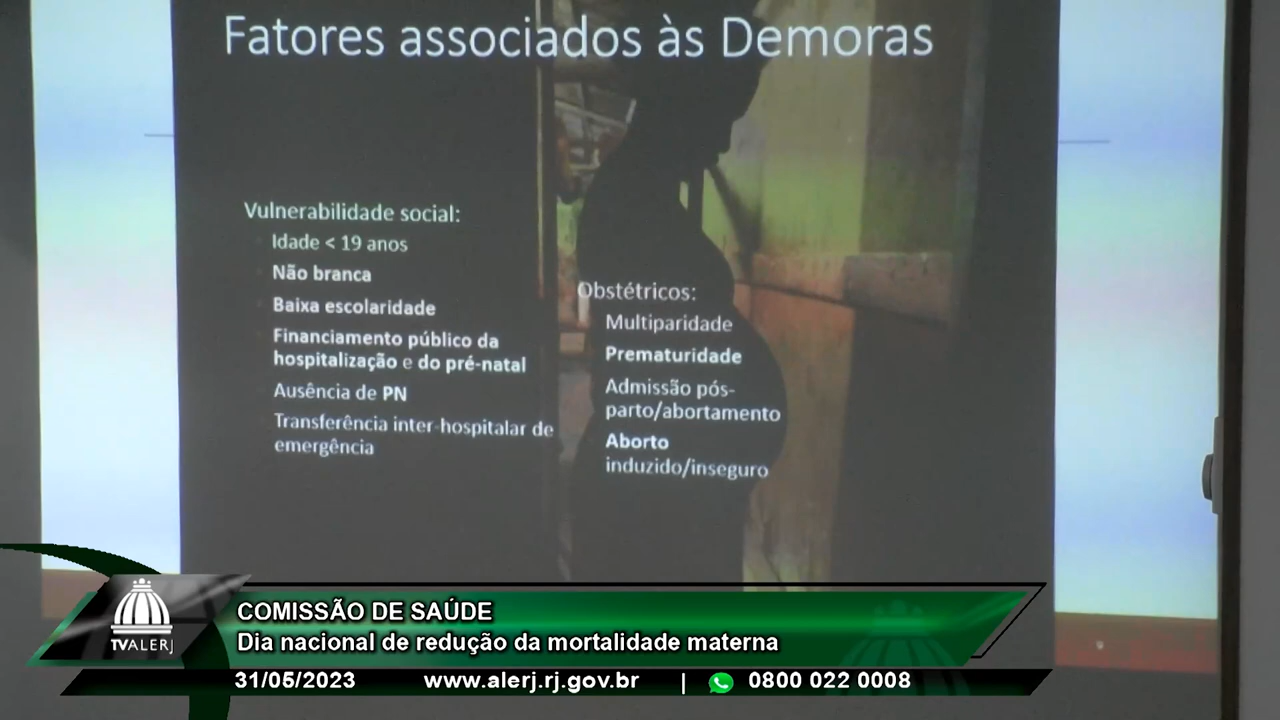 Fatores associados às Demoras
Vulnerabilidade social:
Idade < 19 anos
Não branca
Baixa escolaridade
Financiamento público da
hospitalização e do pré-natal
Ausência de PN
Transferência inter-hospitalar de
emergência
Obstétricos:
Multiparidade
Prematuridade
Admissão pós-
parto/abortamento
Aborto
induzido/inseguro
TVALERJ
COMISSÃO DE SAÚDE
Dia nacional de redução da mortalidade materna
31/05/2023 www.alerj.rj.gov.br | 0800 022 0008